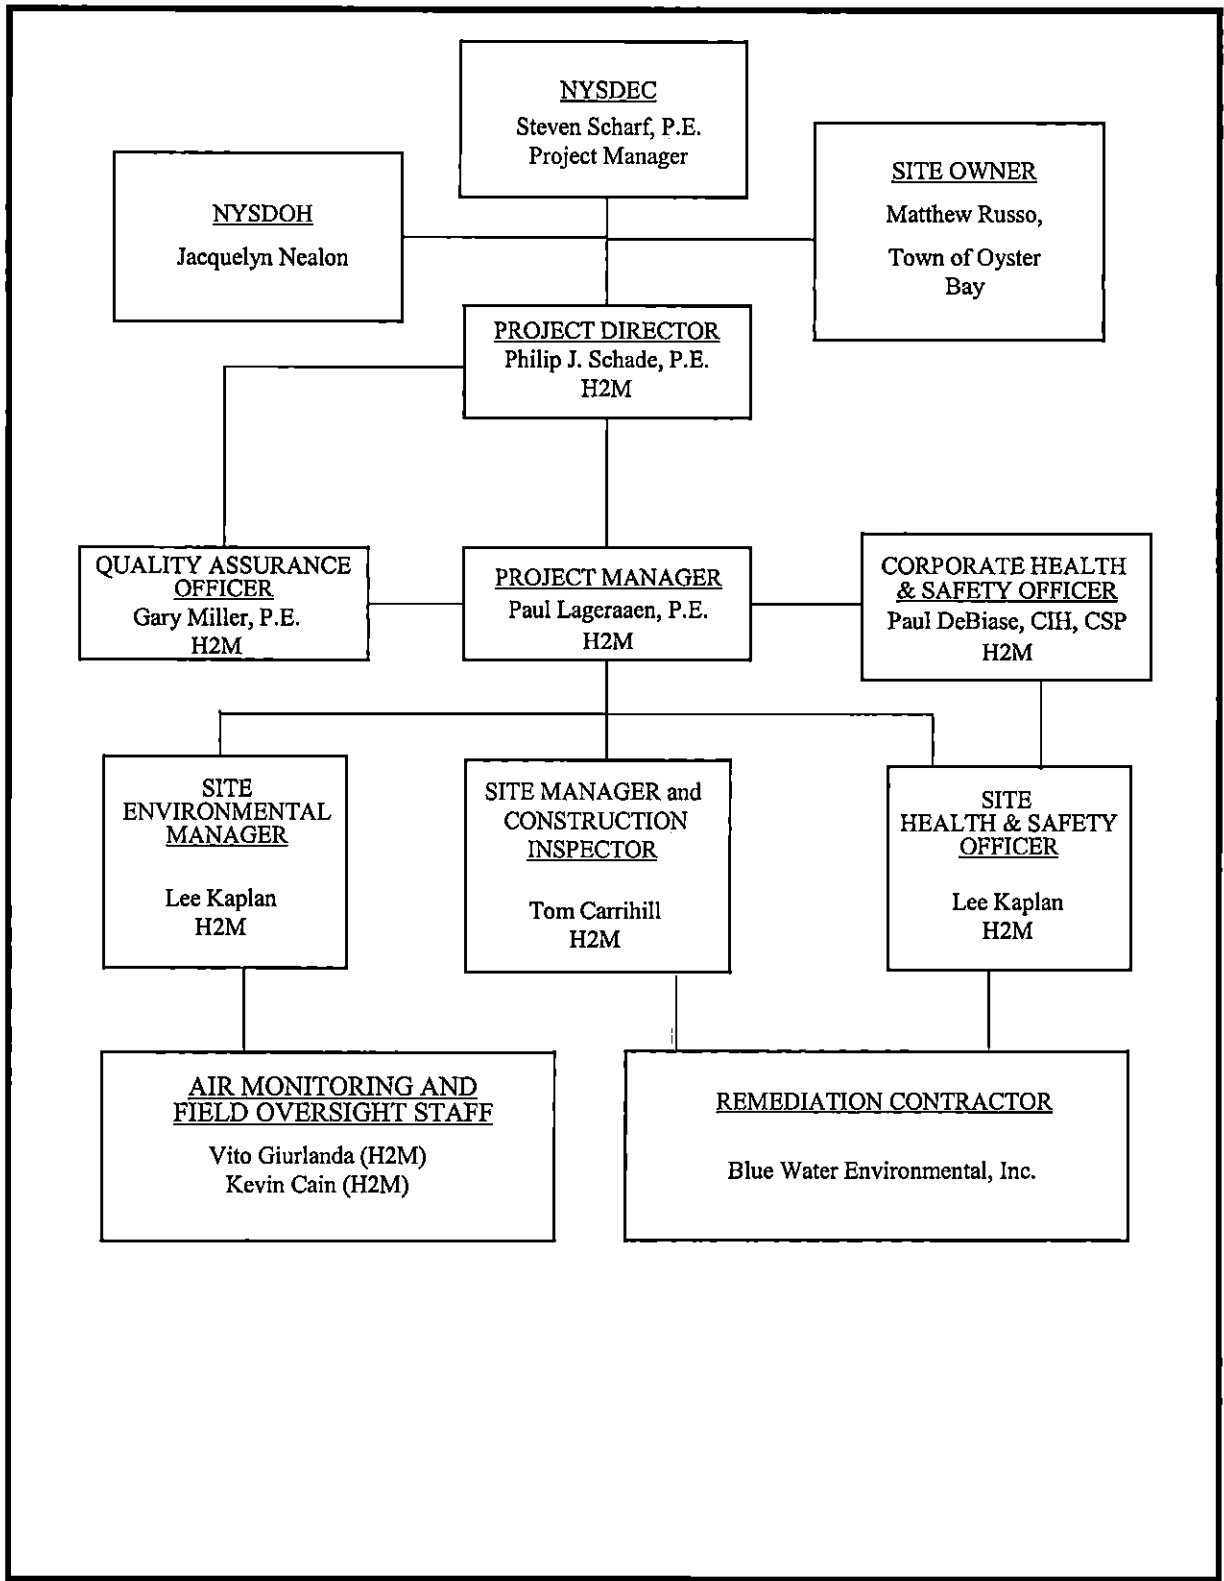 NYSDEC
Steven Scharf, P.E.
Project Manager
SITE OWNER
Matthew Russo,
Town of Oyster
Bay
NYSDOH
Jacquelyn Nealon
PROJECT DIRECTOR
Philip J. Schade, P.E.
H2M
QUALITY ASSURANCE
OFFICER
Gary Miller, P.E.
H2M
PROJECT MANAGER
Paul Lageraaen, P.E.
H2M
CORPORATE HEALTH
& SAFETY OFFICER
Paul DeBiase, CIH, CSP
H2M
SITE
ENVIRONMENTAL
MANAGER
Lee Kaplan
H2M
SITE MANAGER and
CONSTRUCTION
INSPECTOR
Tom Carrihill
H2M
SITE
HEALTH & SAFETY
OFFICER
Lee Kaplan
H2M
AIR MONITORING AND
FIELD OVERSIGHT STAFF
Vito Giurlanda (H2M)
Kevin Cain (H2M)
REMEDIATION CONTRACTOR
Blue Water Environmental, Inc.